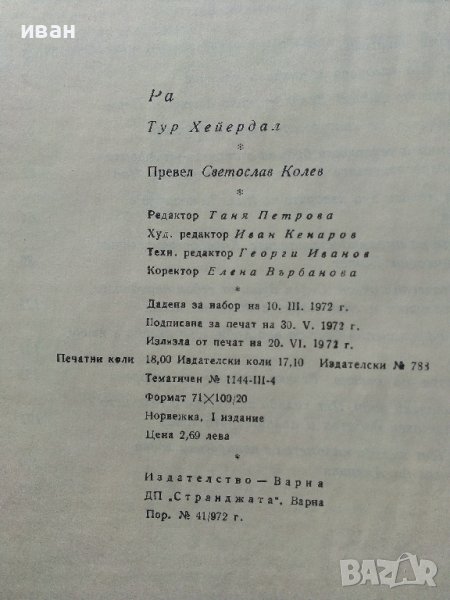 иван
Ра
Тур Хейердал
*
Превел Светослав Колев
*
Редактор Таня Петрова
Худ. редактор Иван Кенаров
Техн. редактор Георги Иванов
Коректор Елена Върбанова
*
Дадена за набор на 10. III. 1972 г.
Подписана за печат на 30. V. 1972 г.
Излязла от печат на 20. VI. 1972 г.
Печатни коли 18,00 Издателски коли 17,10 Издателски № 788
Тематичен № 1144-III-4
Формат 71×100/20
Норвежка, I издание
Цена 2,69 лева
*
Издателство — Варна
ДП „Странджата", Варна
Пор. № 41/972 г.
BAZAR